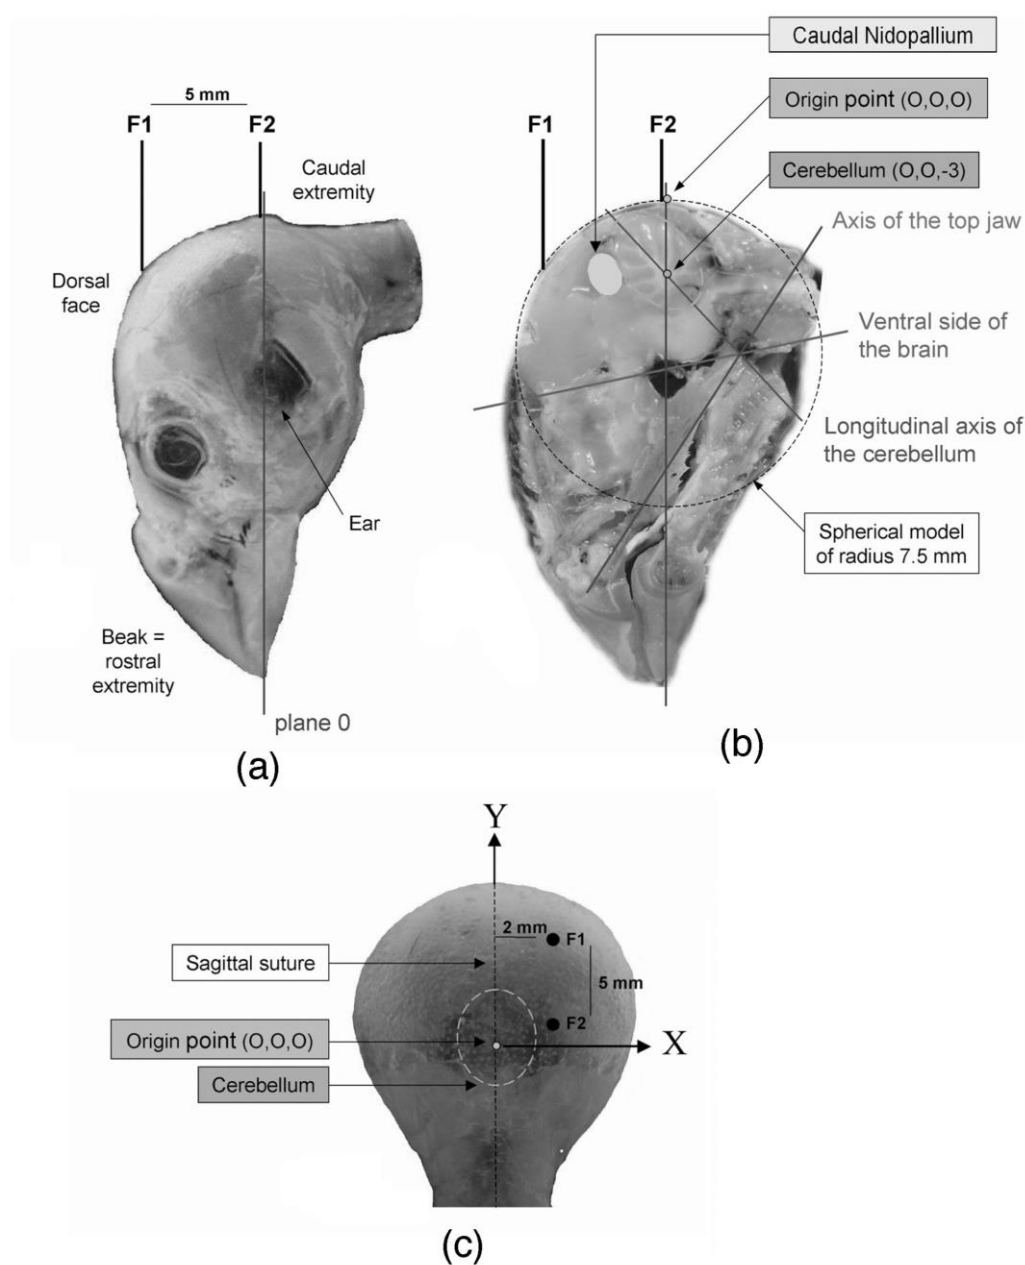 5 mm
F1
F2
Caudal
extremity
Dorsal
face
Ear
Beak =
rostral
extremity
plane 0
(a)
Caudal Nidopallium
Origin point (O,O,O)
F1
F2
Cerebellum (O,O,-3)
Axis of the top jaw
Ventral side of
the brain
Longitudinal axis of
the cerebellum
Spherical model
of radius 7.5 mm
(b)
Y
2 mm
F1
Sagittal suture
5 mm
F2
Origin point (O,O,O)
X
Cerebellum
(c)